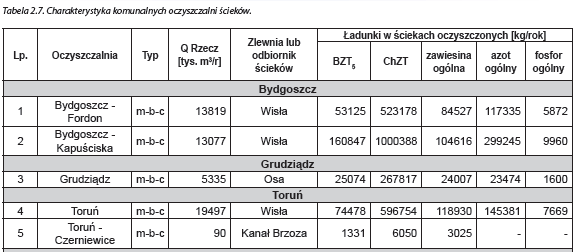 Tabela 2.7. Charakterystyka komunalnych oczyszczalni ścieków.
Lp. Oczyszczalnia Typ Q Rzecz [tys. m³/r] Zlewnia lub odbiornik ścieków Ładunki w ściekach oczyszczonych [kg/rok]
BZT₅ ChZT zawiesina ogólna azot ogólny fosfor ogólny
Bydgoszcz
1 Bydgoszcz - Fordon m-b-c 13819 Wisła 53125 523178 84527 117335 5872
2 Bydgoszcz - Kapuściska m-b-c 13077 Wisła 160847 1000388 104616 299245 9960
Grudziądz
3 Grudziądz m-b-c 5335 Osa 25074 267817 24007 23474 1600
Toruń
4 Toruń m-b-c 19497 Wisła 74478 596754 118930 145381 7669
5 Toruń - Czerniewice m-b-c 90 Kanał Brzoza 1331 6050 3025 - -